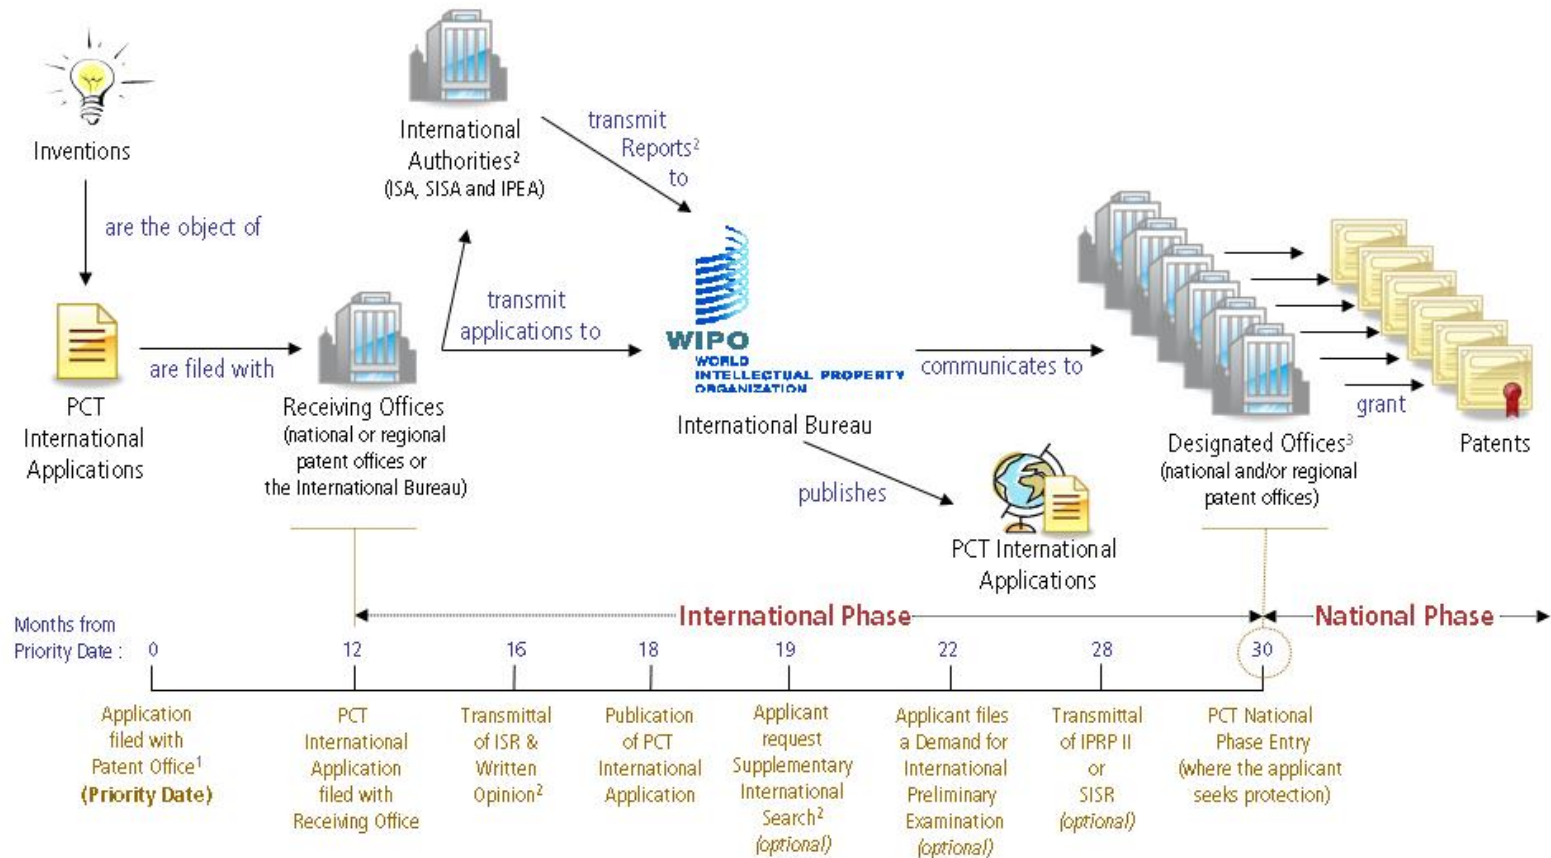 Inventions
are the object of
PCT
International
Applications
are filed with
Receiving Offices
(national or regional
patent offices or
the International Bureau)
International
Authorities²
(ISA, SISA and IPEA)
transmit
applications to
transmit
Reports²
to
WIPO
WORLD
INTELLECTUAL PROPERTY
ORGANIZATION
International Bureau
communicates to
publishes
PCT International
Applications
Designated Offices³
(national and/or regional
patent offices)
grant
Patents
International Phase
National Phase
Months from
Priority Date : 0 12 16 18 19 22 28 30
Application
filed with
Patent Office¹
(Priority Date)
PCT
International
Application
filed with
Receiving Office
Transmittal
of ISR &
Written
Opinion²
Publication
of PCT
International
Application
Applicant
request
Supplementary
International
Search²
(optional)
Applicant files
a Demand for
International
Preliminary
Examination
(optional)
Transmittal
of IPRP II
or
SISR
(optional)
PCT National
Phase Entry
(where the applicant
seeks protection)